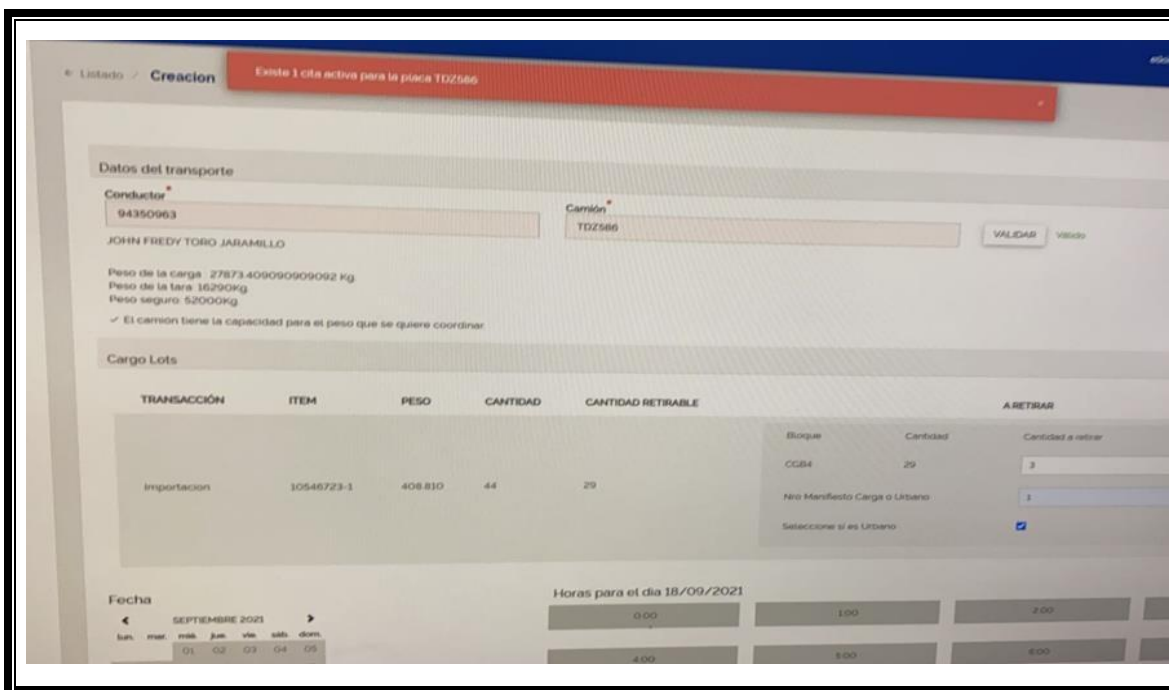 ← Listado / Creacion
Existe 1 cita activa para la placa TDZ586
Datos del transporte
Conductor*
94350963
JOHN FREDY TORO JARAMILLO
Camión*
TDZ586
VALIDAR Válido
Peso de la carga : 27873.409090909092 Kg.
Peso de la tara: 16290Kg.
Peso seguro: 52000Kg.
✓ El camión tiene la capacidad para el peso que se quiere coordinar.
Cargo Lots
TRANSACCIÓN ITEM PESO CANTIDAD CANTIDAD RETIRABLE A RETIRAR
Bloque Cantidad Cantidad a retirar
CGB4 29 3
Importacion 10546723-1 408.810 44 29
Nro Manifiesto Carga o Urbano 1
Seleccione si es Urbano
Fecha
SEPTIEMBRE 2021
lun. mar. mié. jue. vie. sáb. dom.
01 02 03 04 05
Horas para el dia 18/09/2021
0:00 1:00 2:00
4:00 5:00 6:00